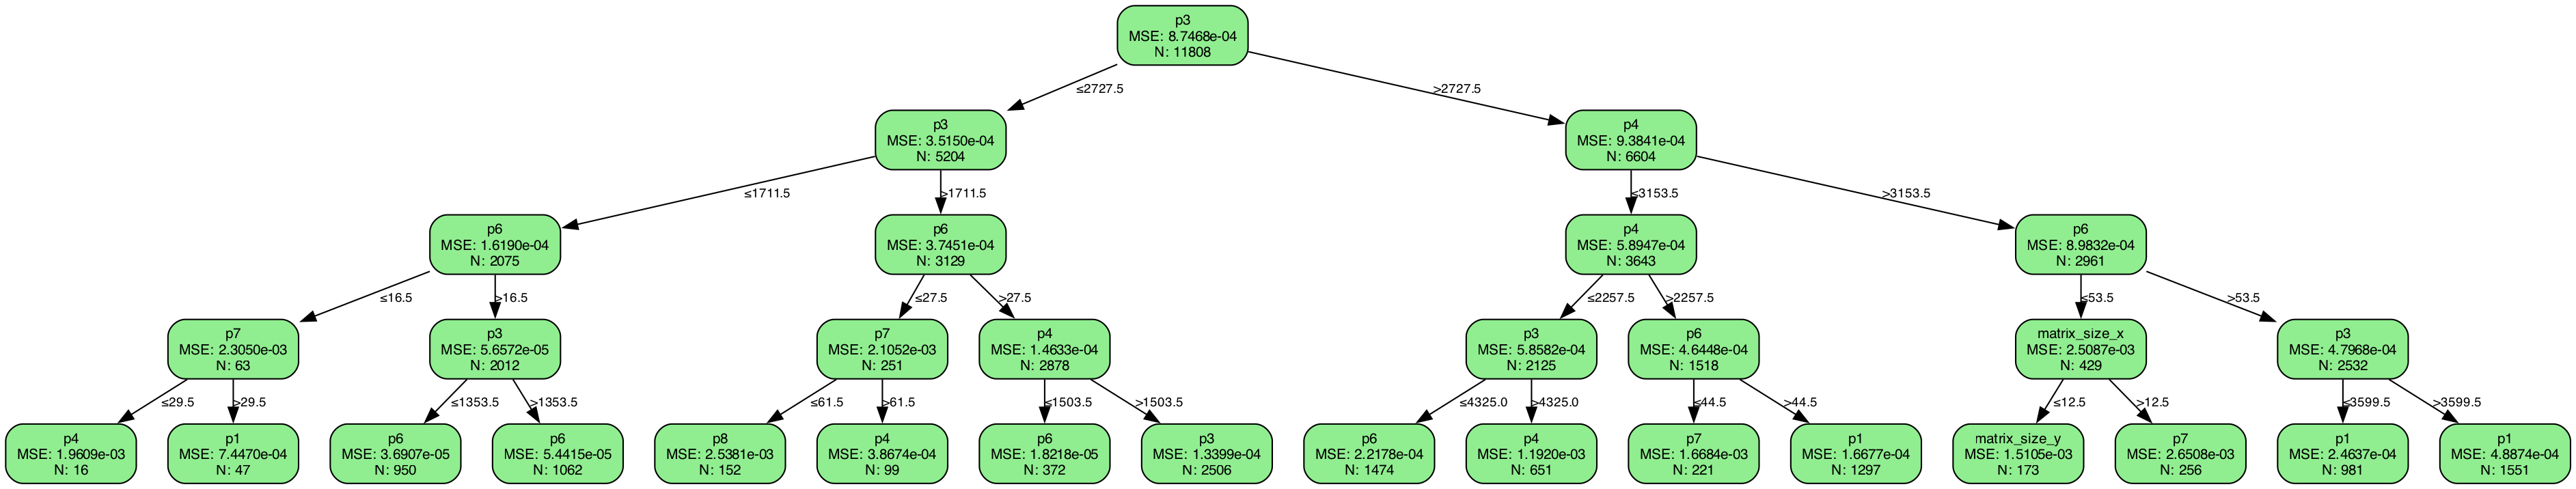 p3
MSE: 8.7468e-04
N: 11808
≤2727.5
>2727.5
p3
MSE: 3.5150e-04
N: 5204
p4
MSE: 9.3841e-04
N: 6604
≤1711.5
>1711.5
≤3153.5
>3153.5
p6
MSE: 1.6190e-04
N: 2075
p6
MSE: 3.7451e-04
N: 3129
p4
MSE: 5.8947e-04
N: 3643
p6
MSE: 8.9832e-04
N: 2961
≤16.5
>16.5
≤27.5
>27.5
≤2257.5
>2257.5
≤53.5
>53.5
p7
MSE: 2.3050e-03
N: 63
p3
MSE: 5.6572e-05
N: 2012
p7
MSE: 2.1052e-03
N: 251
p4
MSE: 1.4633e-04
N: 2878
p3
MSE: 5.8582e-04
N: 2125
p6
MSE: 4.6448e-04
N: 1518
matrix_size_x
MSE: 2.5087e-03
N: 429
p3
MSE: 4.7968e-04
N: 2532
≤29.5
>29.5
≤1353.5
>1353.5
≤61.5
>61.5
≤1503.5
>1503.5
≤4325.0
>4325.0
≤44.5
>44.5
≤12.5
>12.5
≤3599.5
>3599.5
p4
MSE: 1.9609e-03
N: 16
p1
MSE: 7.4470e-04
N: 47
p6
MSE: 3.6907e-05
N: 950
p6
MSE: 5.4415e-05
N: 1062
p8
MSE: 2.5381e-03
N: 152
p4
MSE: 3.8674e-04
N: 99
p6
MSE: 1.8218e-05
N: 372
p3
MSE: 1.3399e-04
N: 2506
p6
MSE: 2.2178e-04
N: 1474
p4
MSE: 1.1920e-03
N: 651
p7
MSE: 1.6684e-03
N: 221
p1
MSE: 1.6677e-04
N: 1297
matrix_size_y
MSE: 1.5105e-03
N: 173
p7
MSE: 2.6508e-03
N: 256
p1
MSE: 2.4637e-04
N: 981
p1
MSE: 4.8874e-04
N: 1551